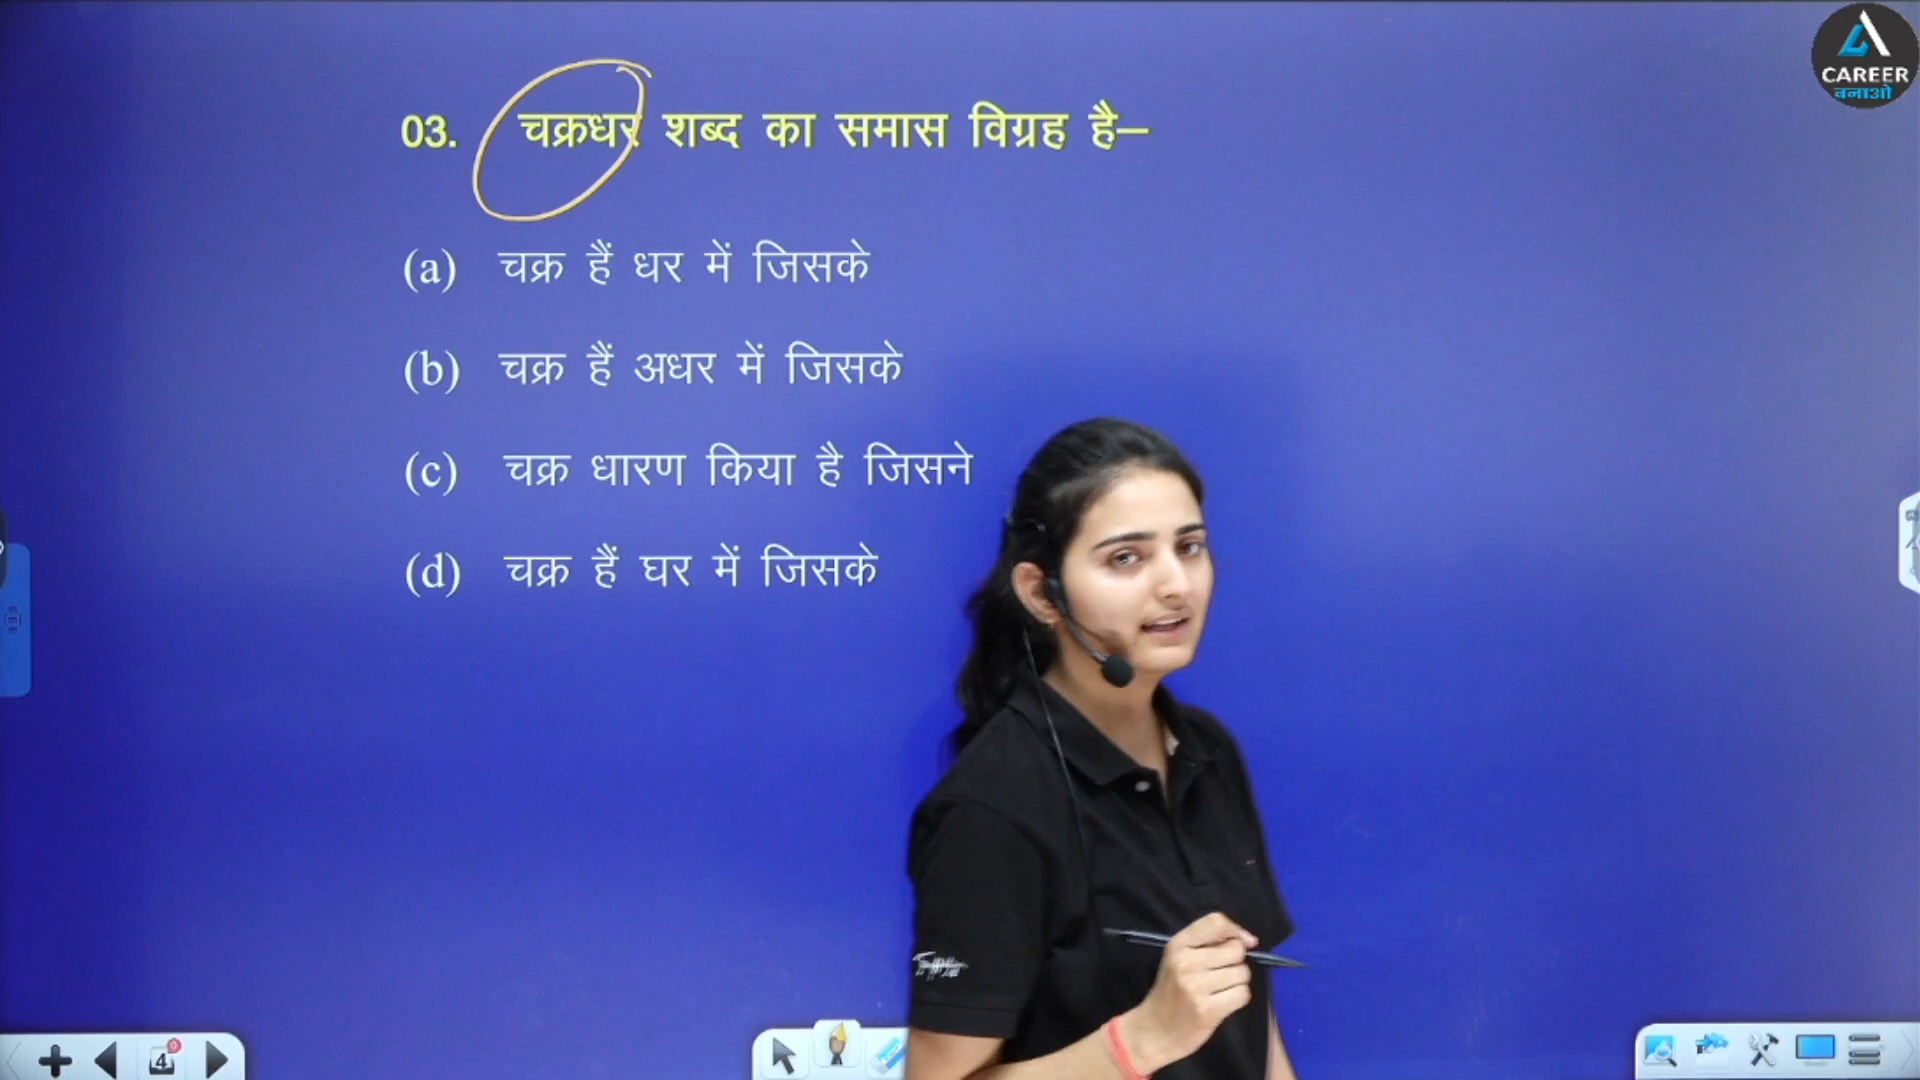 CAREER
बनाओ
03. चक्रधर शब्द का समास विग्रह है–
(a) चक्र हैं धर में जिसके
(b) चक्र हैं अधर में जिसके
(c) चक्र धारण किया है जिसने
(d) चक्र हैं घर में जिसके
4